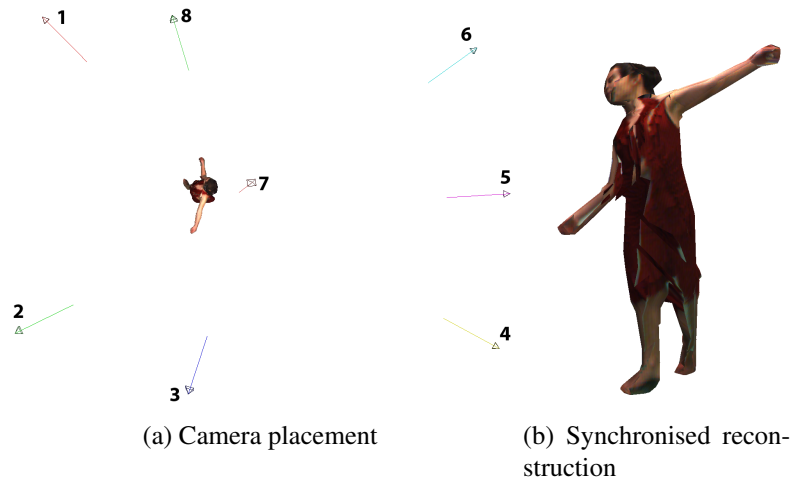 1
8
6
7
5
2
4
3
(a) Camera placement
(b) Synchronised recon-
struction